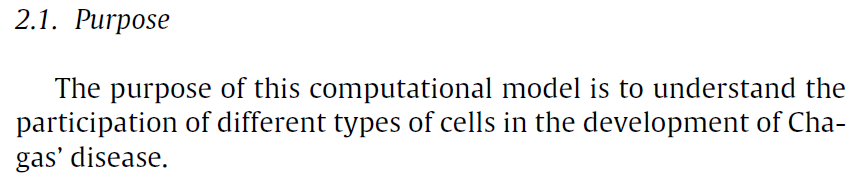 2.1. Purpose
The purpose of this computational model is to understand the
participation of different types of cells in the development of Cha-
gas’ disease.